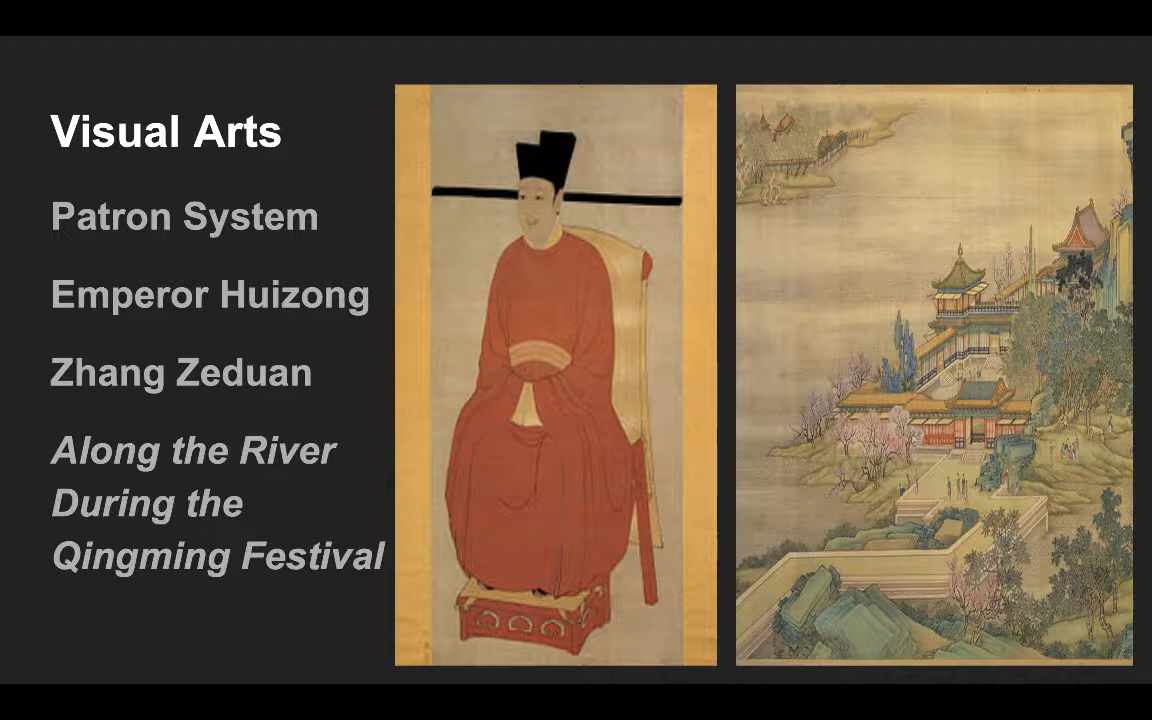 Visual Arts
Patron System
Emperor Huizong
Zhang Zeduan
Along the River
During the
Qingming Festival